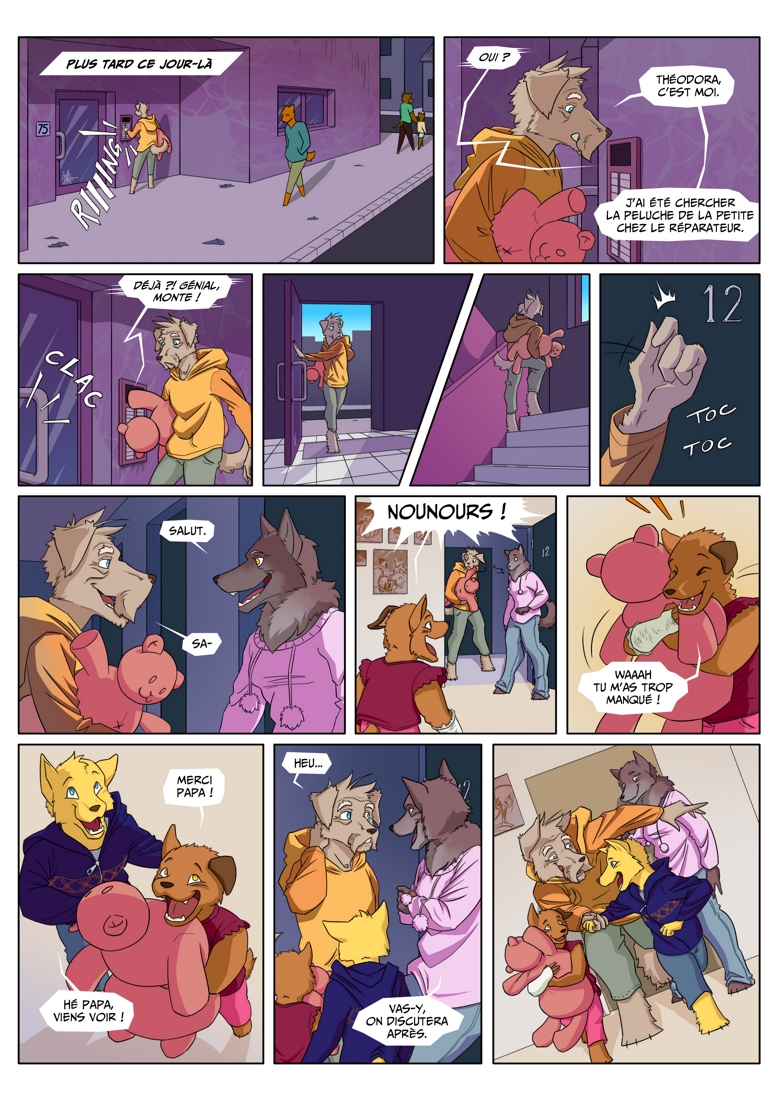 PLUS TARD CE JOUR-LÀ
75
RIIIING!
OUI ?
THÉODORA,
C'EST MOI.
J'AI ÉTÉ CHERCHER
LA PELUCHE DE LA PETITE
CHEZ LE RÉPARATEUR.
DÉJÀ ?! GÉNIAL,
MONTE !
CLAC
12
TOC
TOC
SALUT.
SA-
NOUNOURS !
12
WAAAH
TU M'AS TROP
MANQUÉ !
MERCI
PAPA !
HÉ PAPA,
VIENS VOIR !
HEU...
VAS-Y,
ON DISCUTERA
APRÈS.